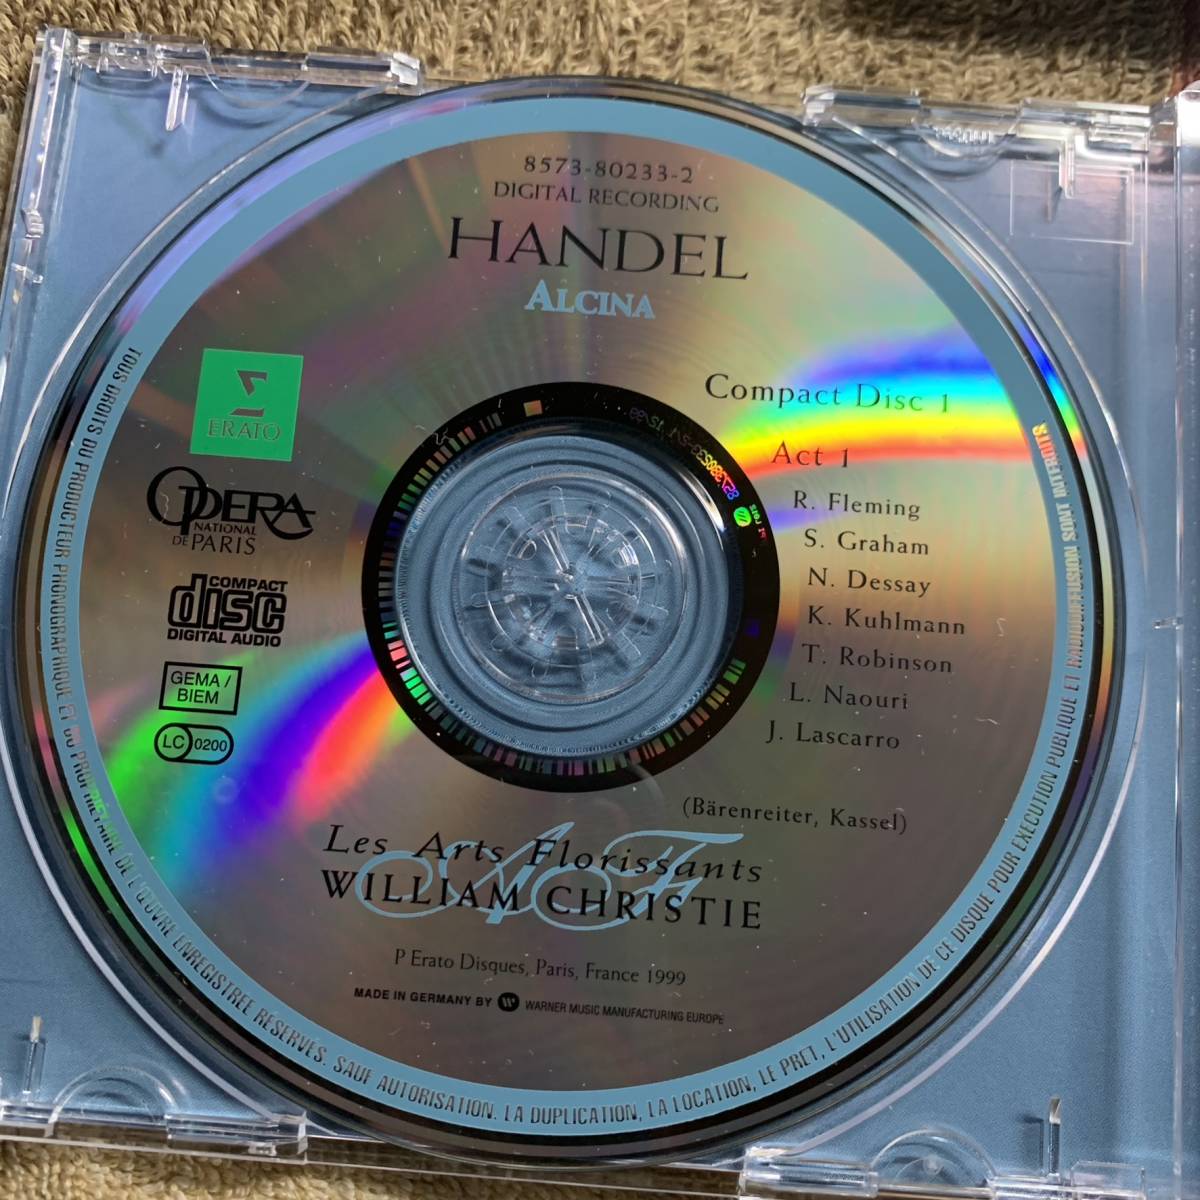 8573-80233-2
DIGITAL RECORDING
HANDEL
ALCINA
Compact Disc 1
Act 1
R. Fleming
S. Graham
N. Dessay
K. Kuhlmann
T. Robinson
L. Naouri
J. Lascarro
(Bärenreiter, Kassel)
ERATO
OPERA
NATIONAL
DE PARIS
COMPACT
disc
DIGITAL AUDIO
GEMA /
BIEM
LC 0200
Les Arts Florissants
WILLIAM CHRISTIE
P Erato Disques, Paris, France 1999
MADE IN GERMANY BY WARNER MUSIC MANUFACTURING EUROPE
TOUS DROITS DU PRODUCTEUR PHONOGRAPHIQUE ET DU PROPRIETAIRE DE L'ŒUVRE ENREGISTREE RESERVES. SAUF AUTORISATION. LA DUPLICATION, LA LOCATION, LE PRET, L'UTILISATION DE CE DISQUE POUR EXECUTION PUBLIQUE ET RADIODIFFUSION SONT INTERDITS.